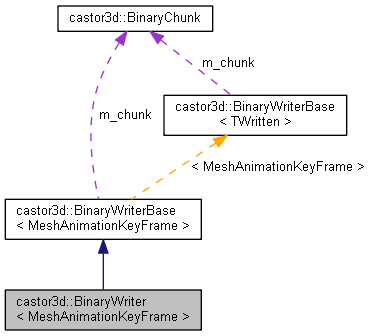 castor3d::BinaryChunk
m_chunk
castor3d::BinaryWriterBase
< TWritten >
m_chunk
< MeshAnimationKeyFrame >
castor3d::BinaryWriterBase
< MeshAnimationKeyFrame >
castor3d::BinaryWriter
< MeshAnimationKeyFrame >